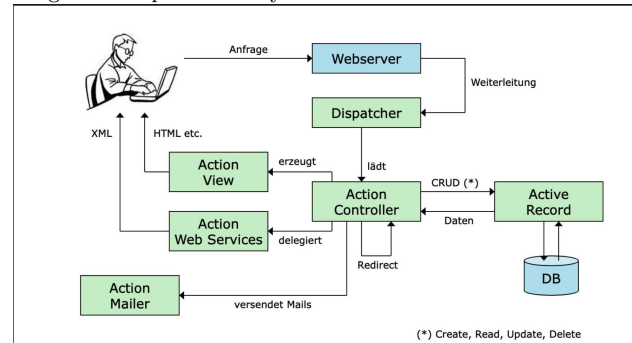 Anfrage
Webserver
Weiterleitung
Dispatcher
XML
HTML etc.
lädt
Action
View
erzeugt
Action
Controller
CRUD (*)
Daten
Active
Record
Action
Web Services
delegiert
Redirect
DB
Action
Mailer
versendet Mails
(*) Create, Read, Update, Delete